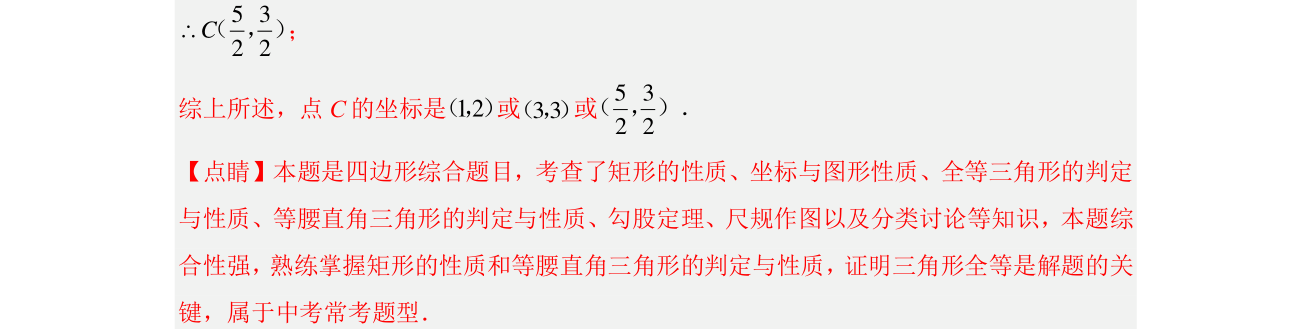 ∴C(5/2,3/2)；
综上所述，点 C 的坐标是(1,2)或(3,3)或(5/2,3/2)．
【点睛】本题是四边形综合题目，考查了矩形的性质、坐标与图形性质、全等三角形的判定
与性质、等腰直角三角形的判定与性质、勾股定理、尺规作图以及分类讨论等知识，本题综
合性强，熟练掌握矩形的性质和等腰直角三角形的判定与性质，证明三角形全等是解题的关
键，属于中考常考题型．